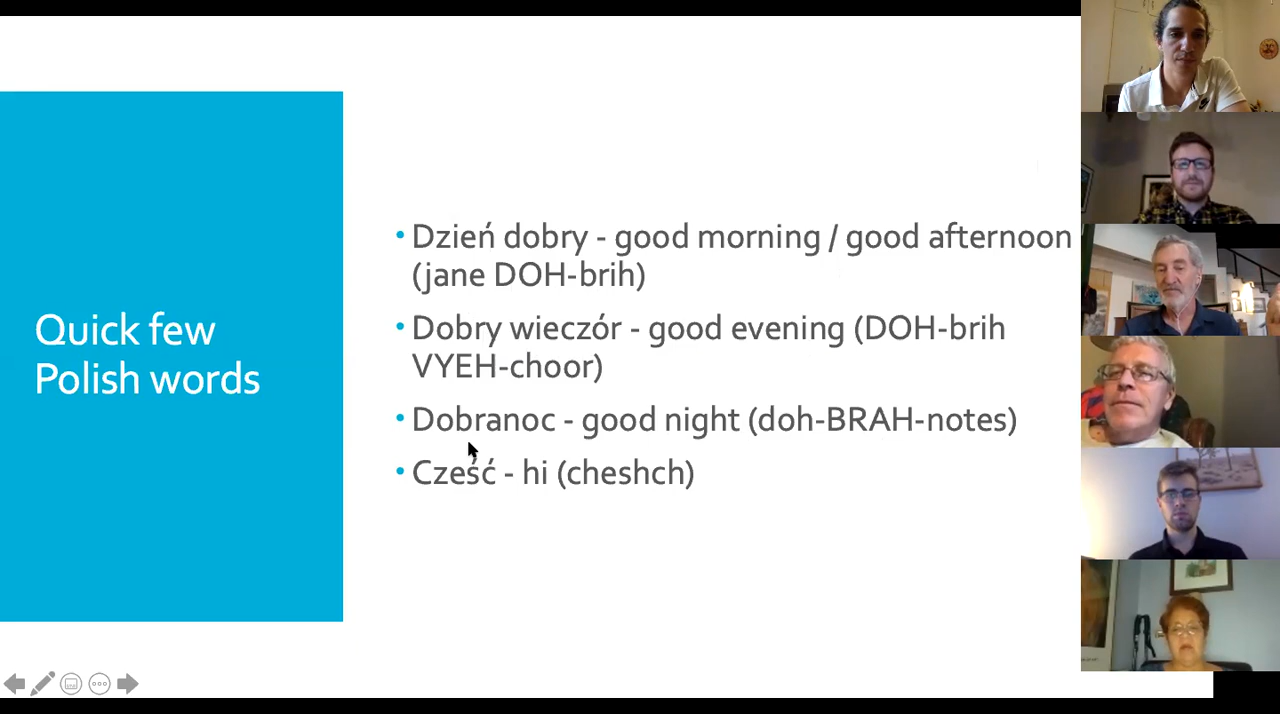 Quick few
Polish words
Dzień dobry - good morning / good afternoon
(jane DOH-brih)
Dobry wieczór - good evening (DOH-brih
VYEH-choor)
Dobranoc - good night (doh-BRAH-notes)
Cześć - hi (cheshch)